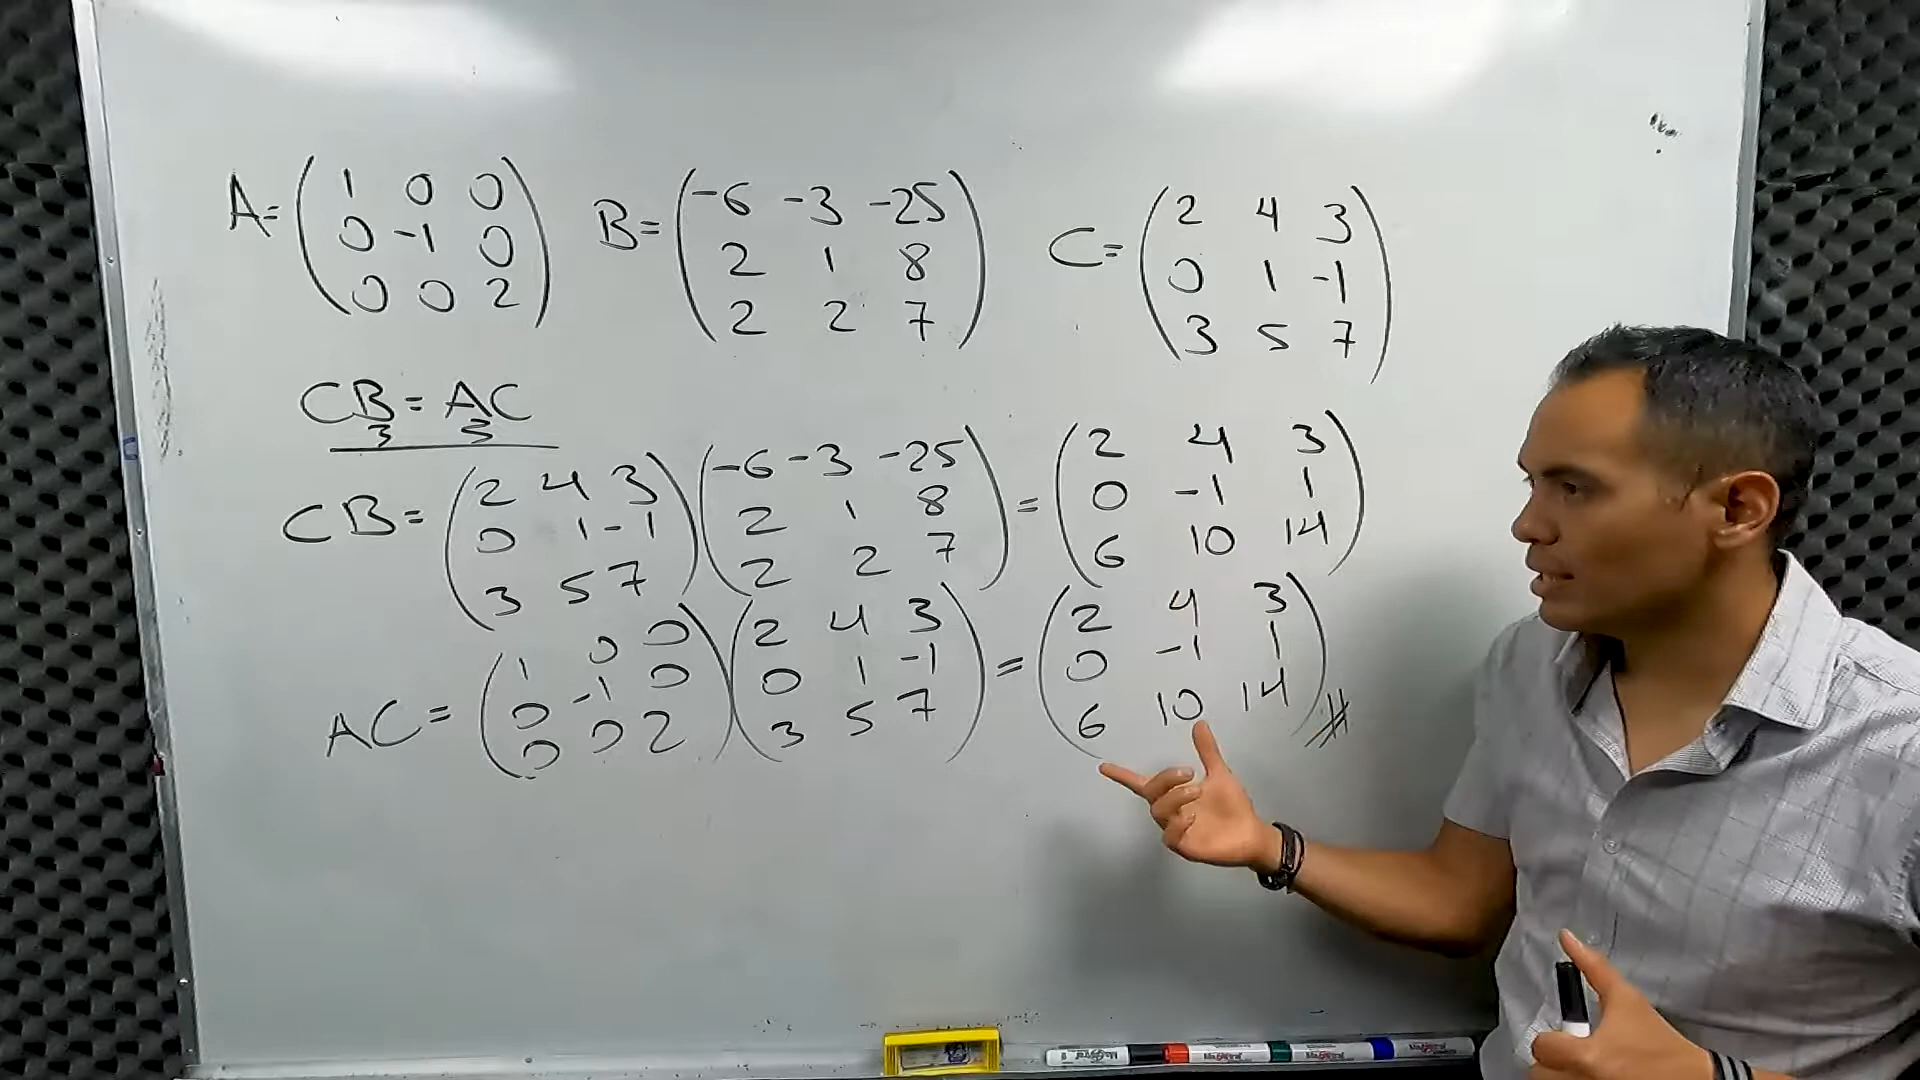 A= ( 1 0 0 B= ( -6 -3 -25 C= ( 2 4 3
0 -1 0 ) 2 1 8 ) 0 1 -1 )
0 0 2 2 2 7 3 5 7
CB = AC
3 3
CB= ( 2 4 3 ) ( -6 -3 -25 ) = ( 2 4 3 )
0 1 -1 2 1 8 0 -1 1
3 5 7 2 2 7 6 10 14
AC= ( 1 0 0 ) ( 2 4 3 ) = ( 2 4 3 )
0 -1 0 0 1 -1 0 -1 1
0 0 2 3 5 7 6 10 14 //